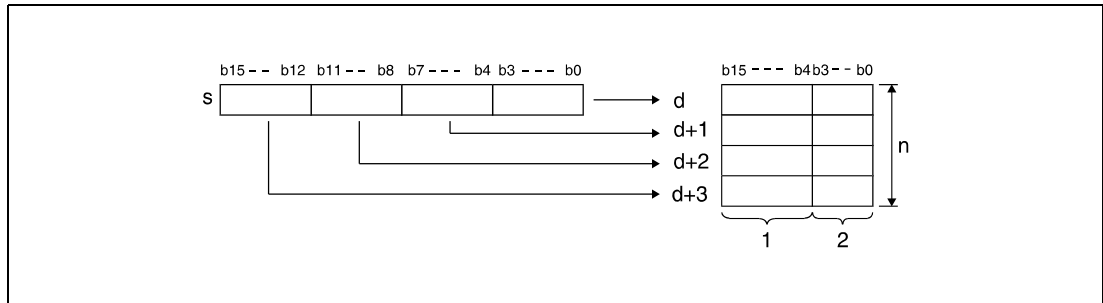 b15 -- b12 b11 -- b8 b7 --- b4 b3 ---- b0
b15 --- b4 b3 -- b0
s
d
d+1
d+2
d+3
n
1 2